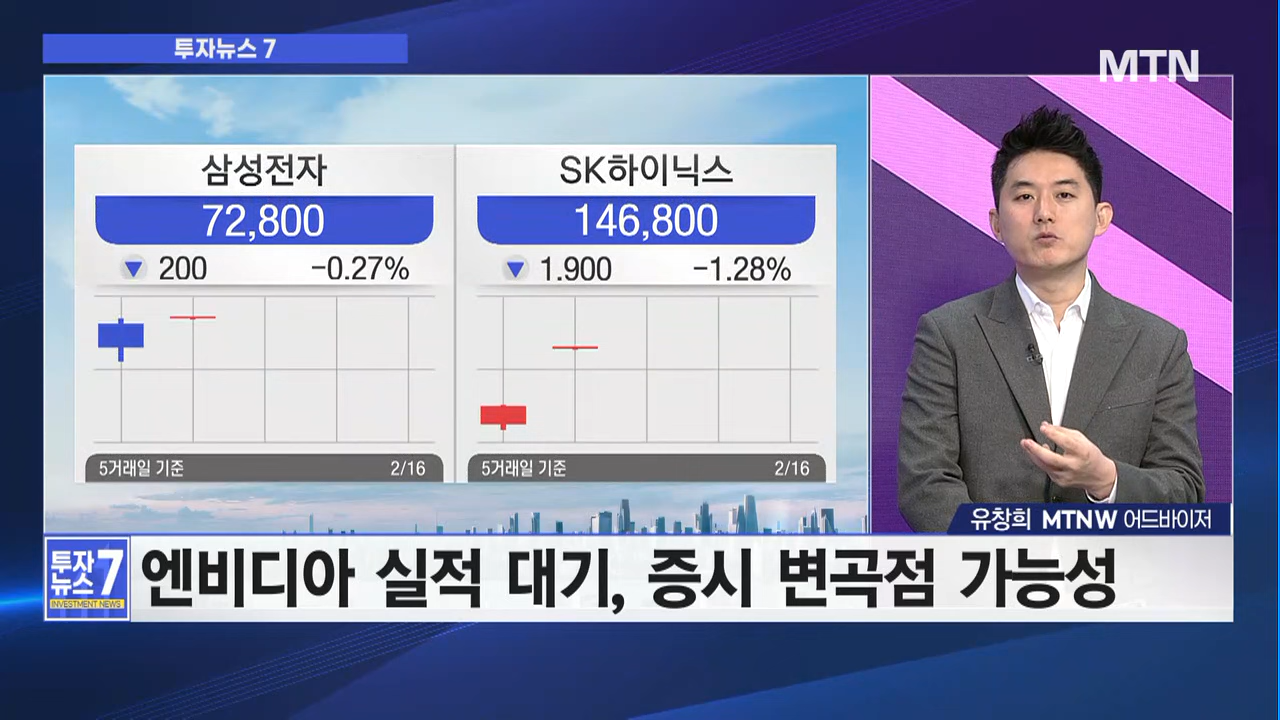 투자뉴스 7
MTN
삼성전자
72,800
▼ 200 -0.27%
5거래일 기준 2/16
SK하이닉스
146,800
▼ 1.900 -1.28%
5거래일 기준 2/16
유창희 MTNW 어드바이저
투자
뉴스 7
INVESTMENT NEWS
엔비디아 실적 대기, 증시 변곡점 가능성